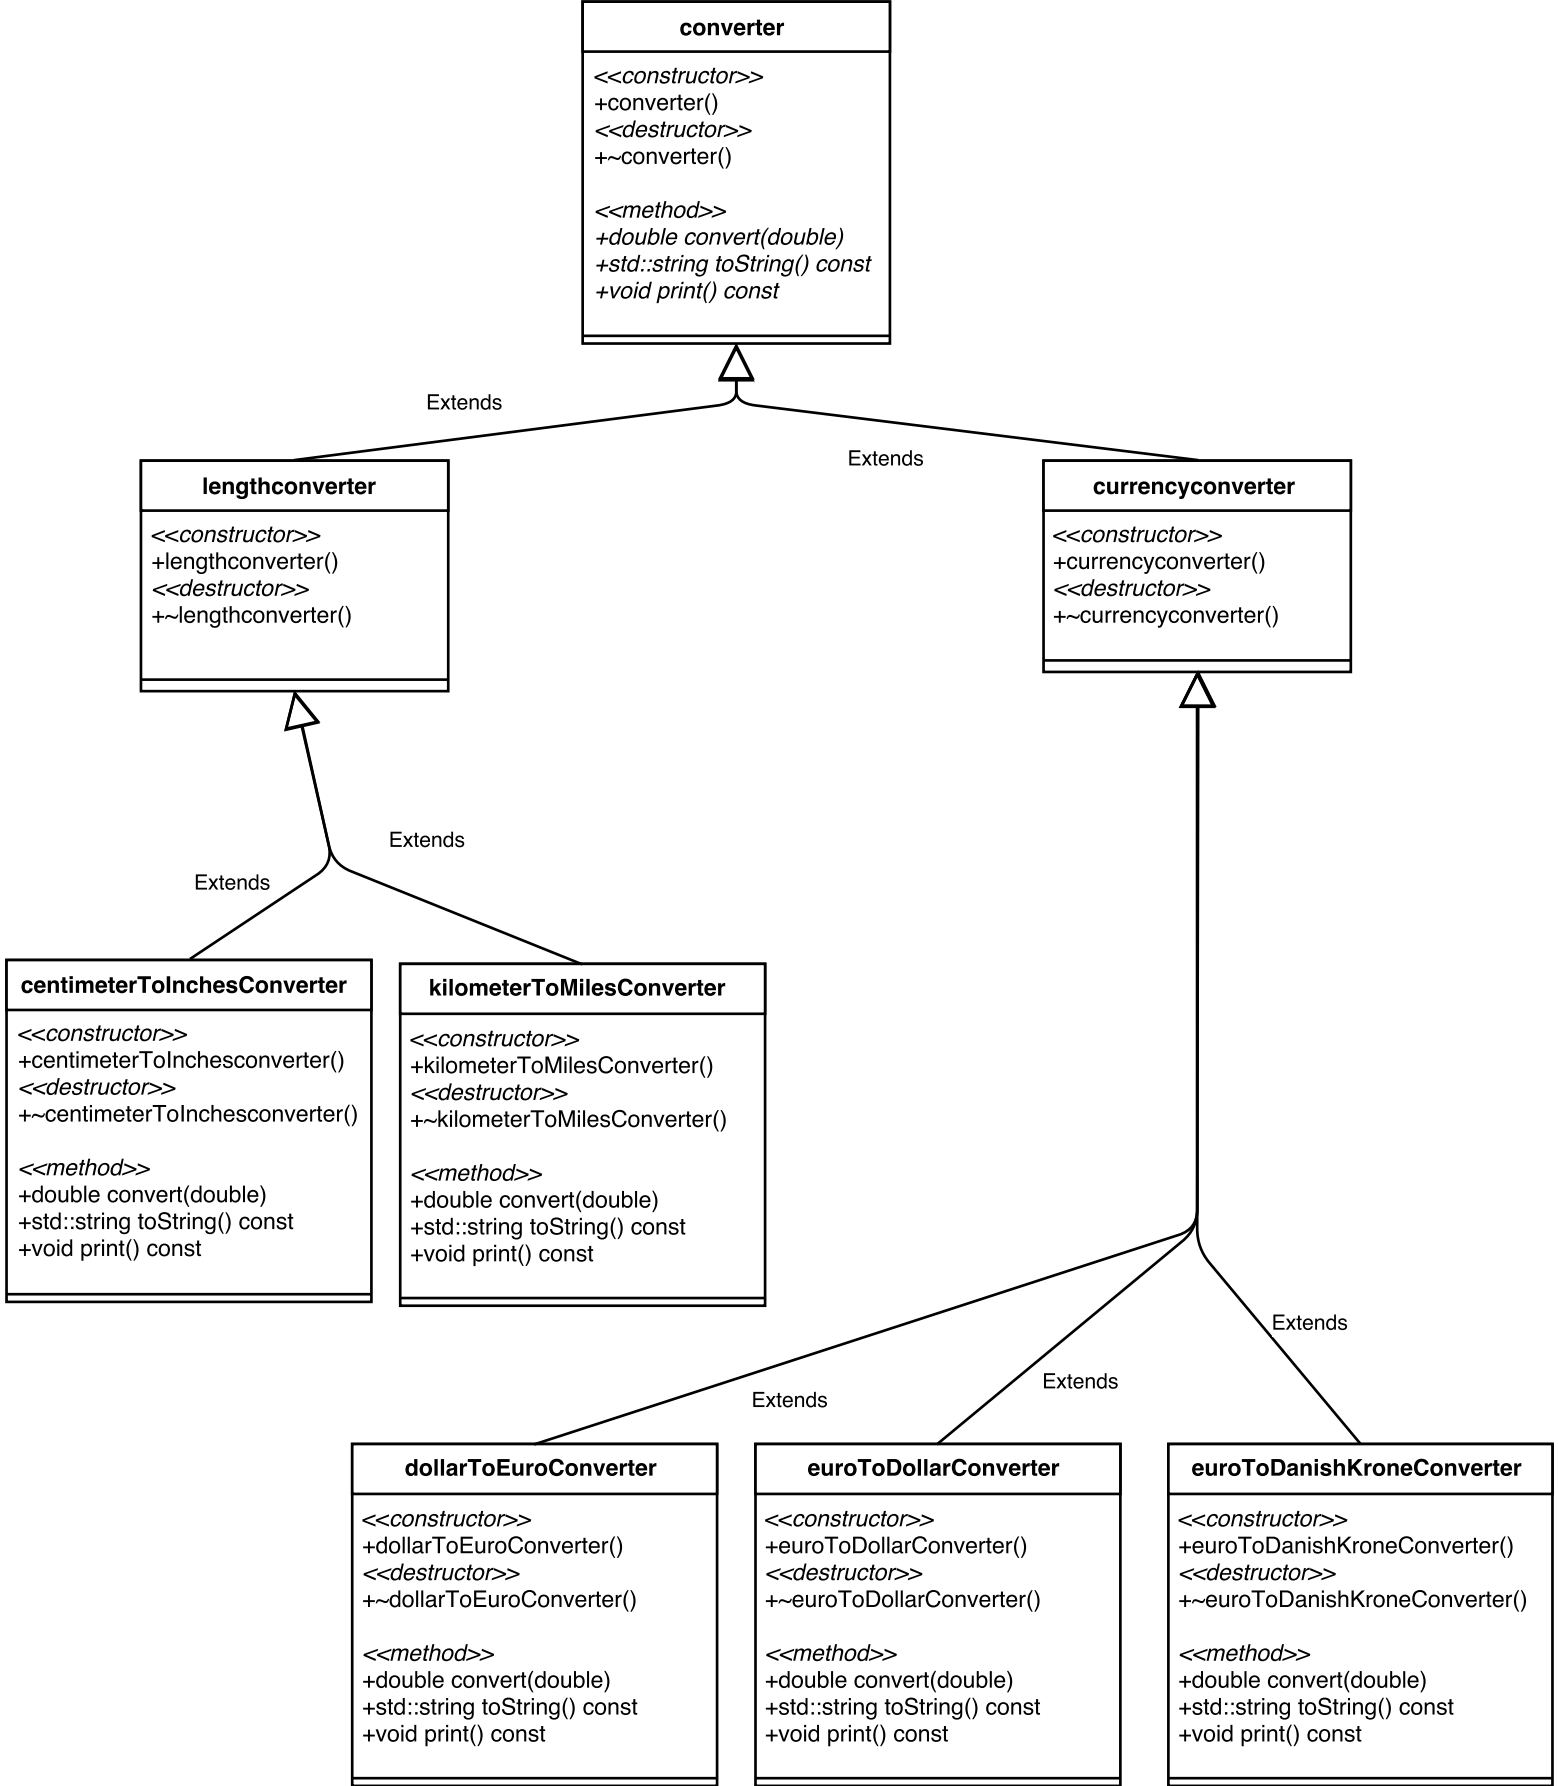 converter
<<constructor>>
+converter()
<<destructor>>
+~converter()
<<method>>
+double convert(double)
+std::string toString() const
+void print() const
Extends
Extends
lengthconverter
<<constructor>>
+lengthconverter()
<<destructor>>
+~lengthconverter()
currencyconverter
<<constructor>>
+currencyconverter()
<<destructor>>
+~currencyconverter()
Extends
Extends
centimeterToInchesConverter
<<constructor>>
+centimeterToInchesconverter()
<<destructor>>
+~centimeterToInchesconverter()
<<method>>
+double convert(double)
+std::string toString() const
+void print() const
kilometerToMilesConverter
<<constructor>>
+kilometerToMilesConverter()
<<destructor>>
+~kilometerToMilesConverter()
<<method>>
+double convert(double)
+std::string toString() const
+void print() const
Extends
Extends
Extends
dollarToEuroConverter
<<constructor>>
+dollarToEuroConverter()
<<destructor>>
+~dollarToEuroConverter()
<<method>>
+double convert(double)
+std::string toString() const
+void print() const
euroToDollarConverter
<<constructor>>
+euroToDollarConverter()
<<destructor>>
+~euroToDollarConverter()
<<method>>
+double convert(double)
+std::string toString() const
+void print() const
euroToDanishKroneConverter
<<constructor>>
+euroToDanishKroneConverter()
<<destructor>>
+~euroToDanishKroneConverter()
<<method>>
+double convert(double)
+std::string toString() const
+void print() const